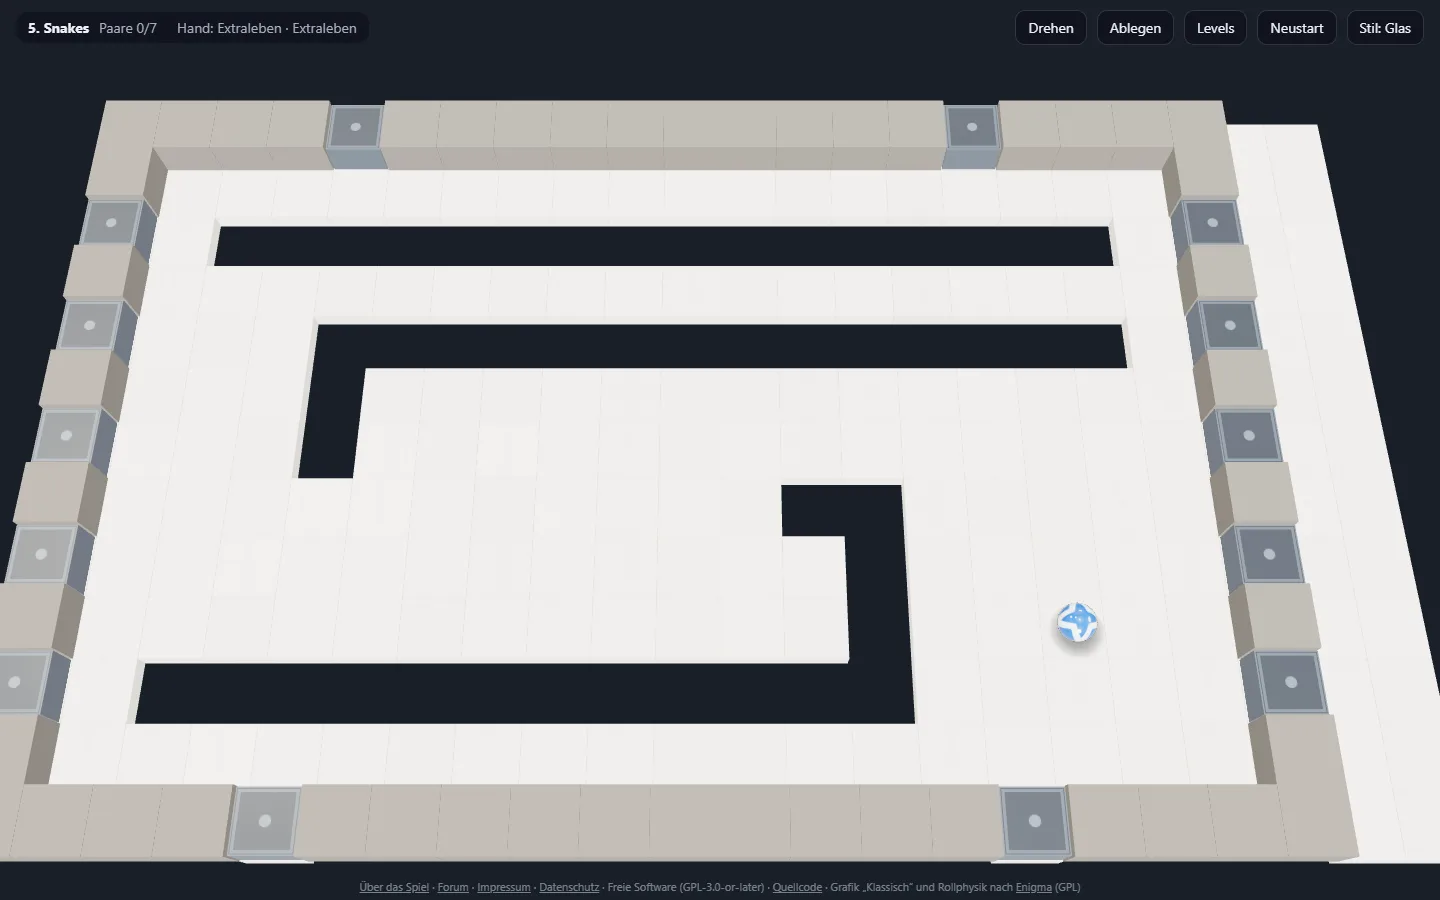 5. Snakes Paare 0/7 Hand: Extraleben · Extraleben
Drehen Ablegen Levels Neustart Stil: Glas
Über das Spiel · Forum · Impressum · Datenschutz · Freie Software (GPL-3.0-or-later) · Quellcode · Grafik „Klassisch“ und Rollphysik nach Enigma (GPL)